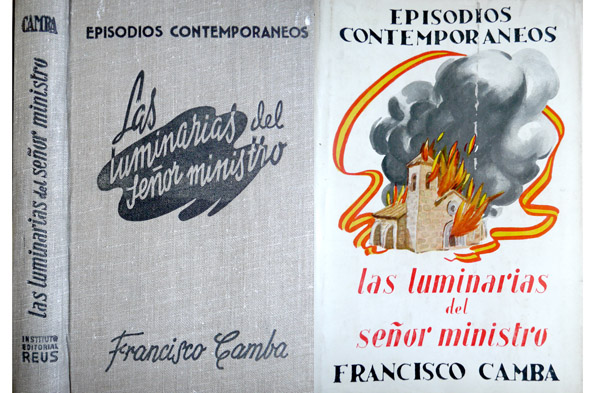 CAMBA
las luminarias del señor ministro
INSTITUTO
EDITORIAL
REUS
EPISODIOS CONTEMPORANEOS
Las
luminarias del
señor ministro
Francisco Camba
EPISODIOS
CONTEMPORANEOS
las luminarias
del
señor ministro
FRANCISCO CAMBA